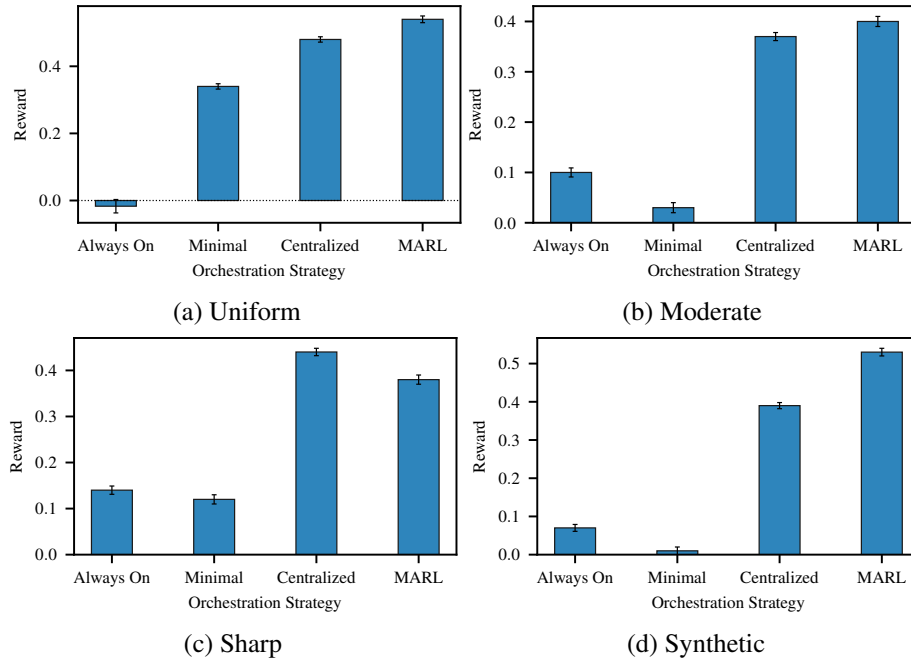 0.4
0.2
0.0
Reward
Always On Minimal Centralized MARL
Orchestration Strategy
(a) Uniform
0.4
0.3
0.2
0.1
0.0
Reward
Always On Minimal Centralized MARL
Orchestration Strategy
(b) Moderate
0.4
0.3
0.2
0.1
0.0
Reward
Always On Minimal Centralized MARL
Orchestration Strategy
(c) Sharp
0.5
0.4
0.3
0.2
0.1
0.0
Reward
Always On Minimal Centralized MARL
Orchestration Strategy
(d) Synthetic